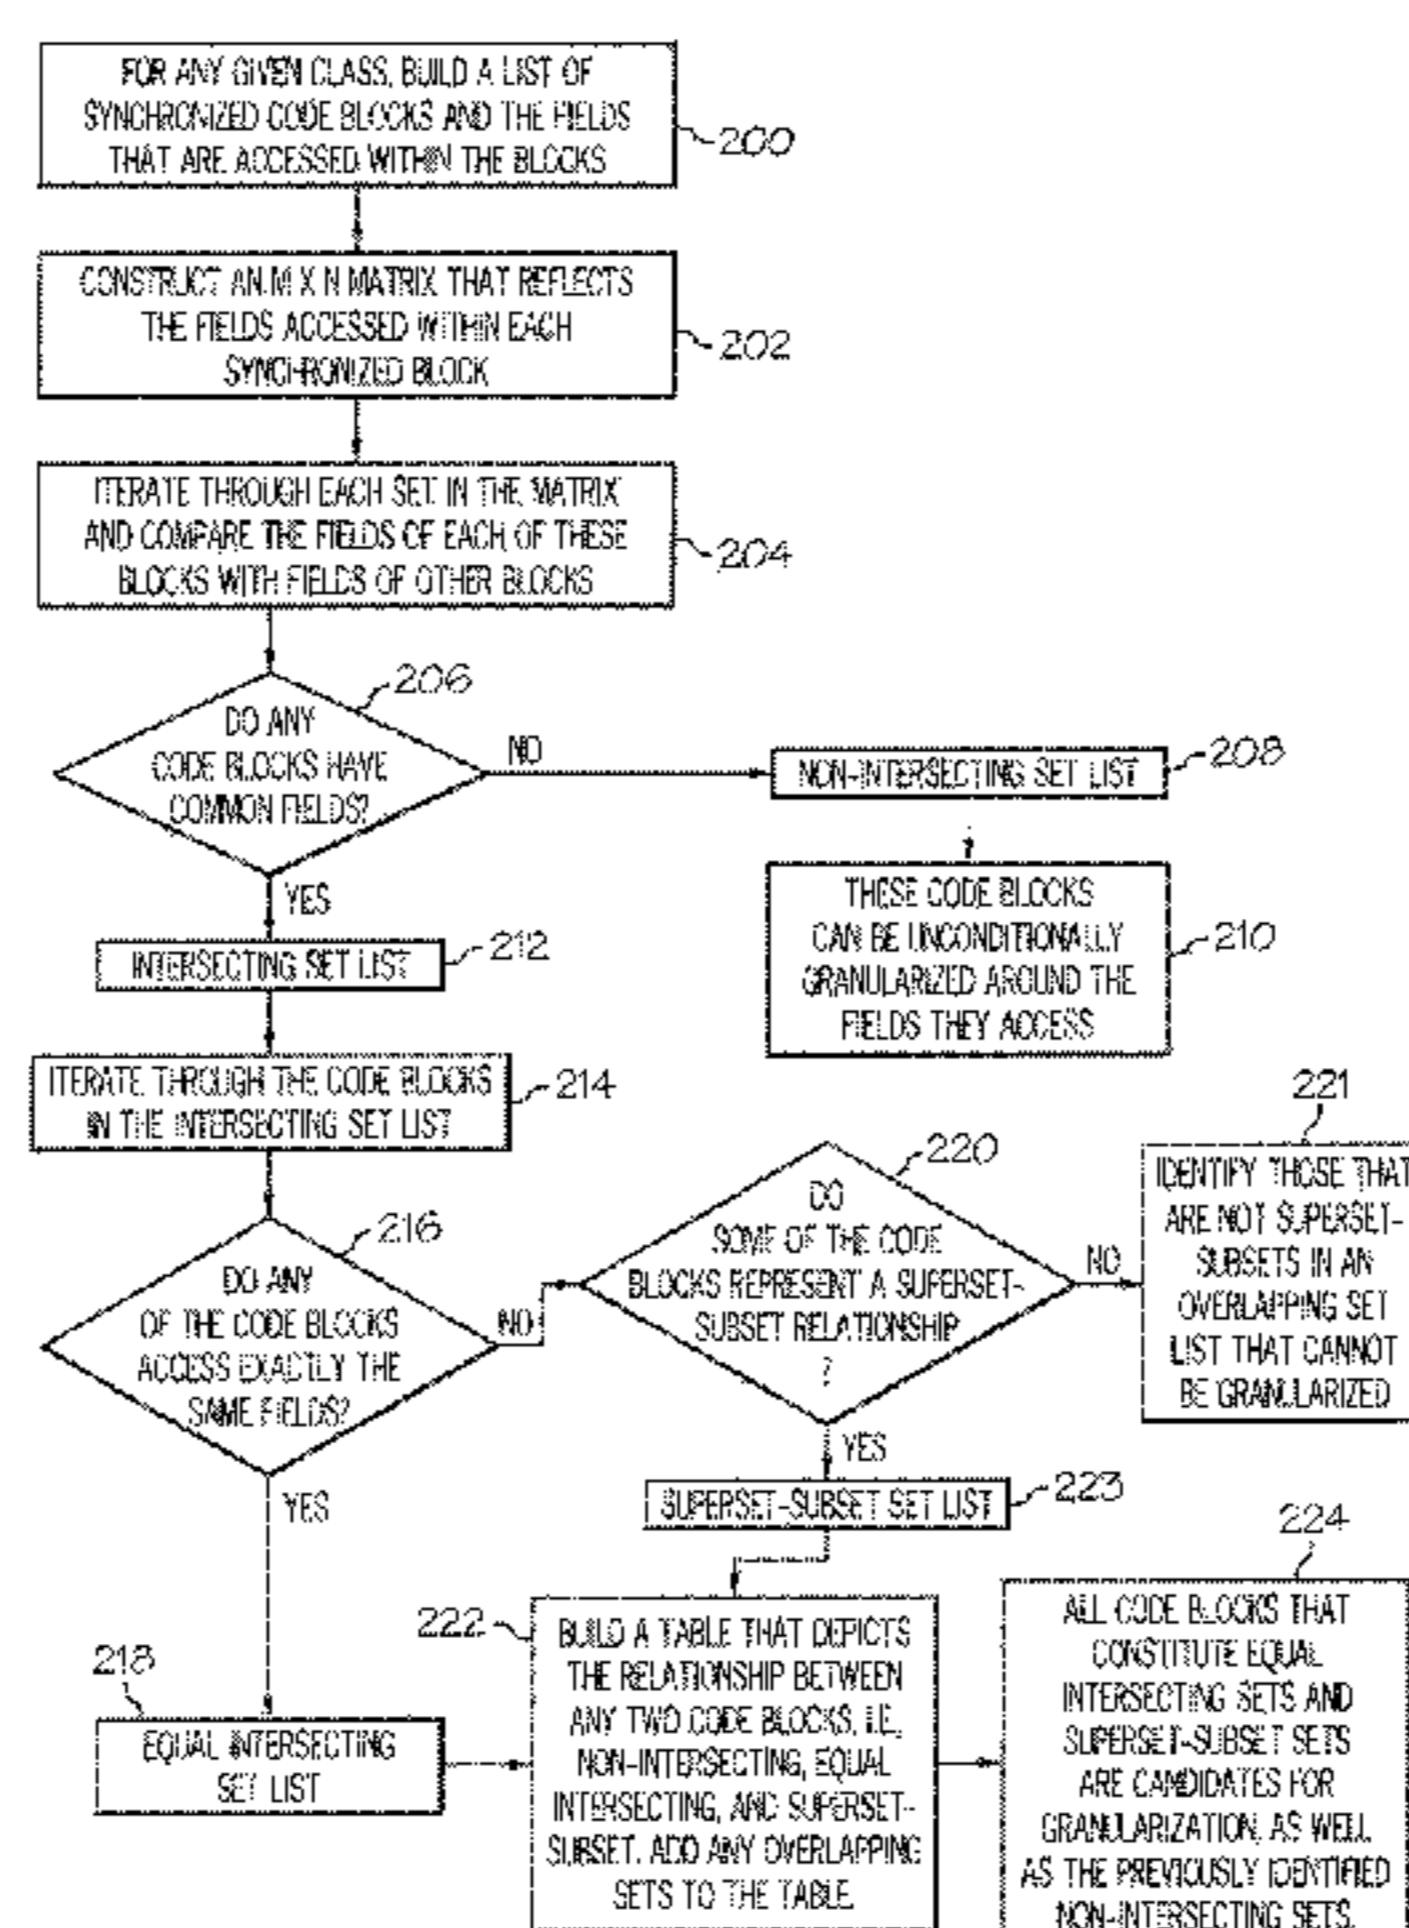 FOR ANY GIVEN CLASS, BUILD A LIST OF
SYNCHRONIZED CODE BLOCKS AND THE FIELDS
THAT ARE ACCESSED WITHIN THE BLOCKS
200
CONSTRUCT AN M X N MATRIX THAT REFLECTS
THE FIELDS ACCESSED WITHIN EACH
SYNCHRONIZED BLOCK
202
ITERATE THROUGH EACH SET IN THE MATRIX
AND COMPARE THE FIELDS OF EACH OF THESE
BLOCKS WITH FIELDS OF OTHER BLOCKS
204
206
DO ANY
CODE BLOCKS HAVE
COMMON FIELDS?
NO
NON-INTERSECTING SET LIST
208
THESE CODE BLOCKS
CAN BE UNCONDITIONALLY
GRANULARIZED AROUND THE
FIELDS THEY ACCESS
210
YES
INTERSECTING SET LIST
212
ITERATE THROUGH THE CODE BLOCKS
IN THE INTERSECTING SET LIST
214
216
DO ANY
OF THE CODE BLOCKS
ACCESS EXACTLY THE
SAME FIELDS?
NO
220
DO
SOME OF THE CODE
BLOCKS REPRESENT A SUPERSET-
SUBSET RELATIONSHIP
?
NO
221
IDENTIFY THOSE THAT
ARE NOT SUPERSET-
SUBSETS IN AN
OVERLAPPING SET
LIST THAT CANNOT
BE GRANULARIZED
YES
SUPERSET-SUBSET SET LIST
223
YES
218
EQUAL INTERSECTING
SET LIST
222
BUILD A TABLE THAT DEPICTS
THE RELATIONSHIP BETWEEN
ANY TWO CODE BLOCKS, I.E.,
NON-INTERSECTING, EQUAL
INTERSECTING, AND SUPERSET-
SUBSET. ADD ANY OVERLAPPING
SETS TO THE TABLE.
224
ALL CODE BLOCKS THAT
CONSTITUTE EQUAL
INTERSECTING SETS AND
SUPERSET-SUBSET SETS
ARE CANDIDATES FOR
GRANULARIZATION, AS WELL
AS THE PREVIOUSLY IDENTIFIED
NON-INTERSECTING SETS.